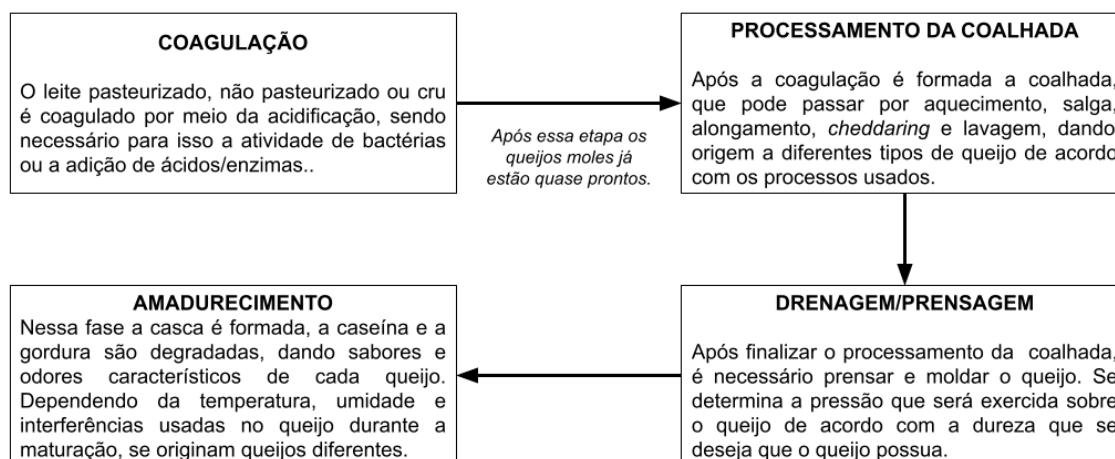 COAGULAÇÃO
O leite pasteurizado, não pasteurizado ou cru
é coagulado por meio da acidificação, sendo
necessário para isso a atividade de bactérias
ou a adição de ácidos/enzimas..
Após essa etapa os
queijos moles já
estão quase prontos.
PROCESSAMENTO DA COALHADA
Após a coagulação é formada a coalhada,
que pode passar por aquecimento, salga,
alongamento, cheddaring e lavagem, dando
origem a diferentes tipos de queijo de acordo
com os processos usados.
DRENAGEM/PRENSAGEM
Após finalizar o processamento da coalhada,
é necessário prensar e moldar o queijo. Se
determina a pressão que será exercida sobre
o queijo de acordo com a dureza que se
deseja que o queijo possua.
AMADURECIMENTO
Nessa fase a casca é formada, a caseína e a
gordura são degradadas, dando sabores e
odores característicos de cada queijo.
Dependendo da temperatura, umidade e
interferências usadas no queijo durante a
maturação, se originam queijos diferentes.